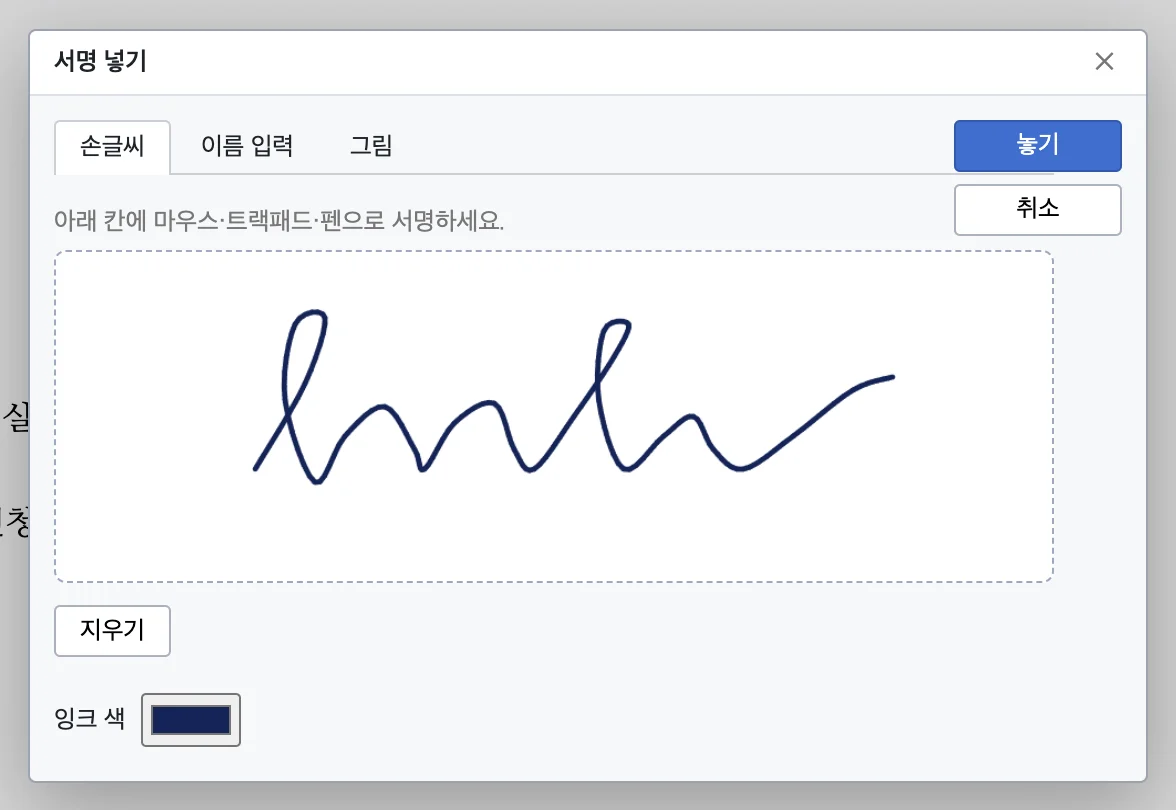 서명 넣기
손글씨 이름 입력 그림 놓기
아래 칸에 마우스·트랙패드·펜으로 서명하세요. 취소
실
지우기
잉크 색